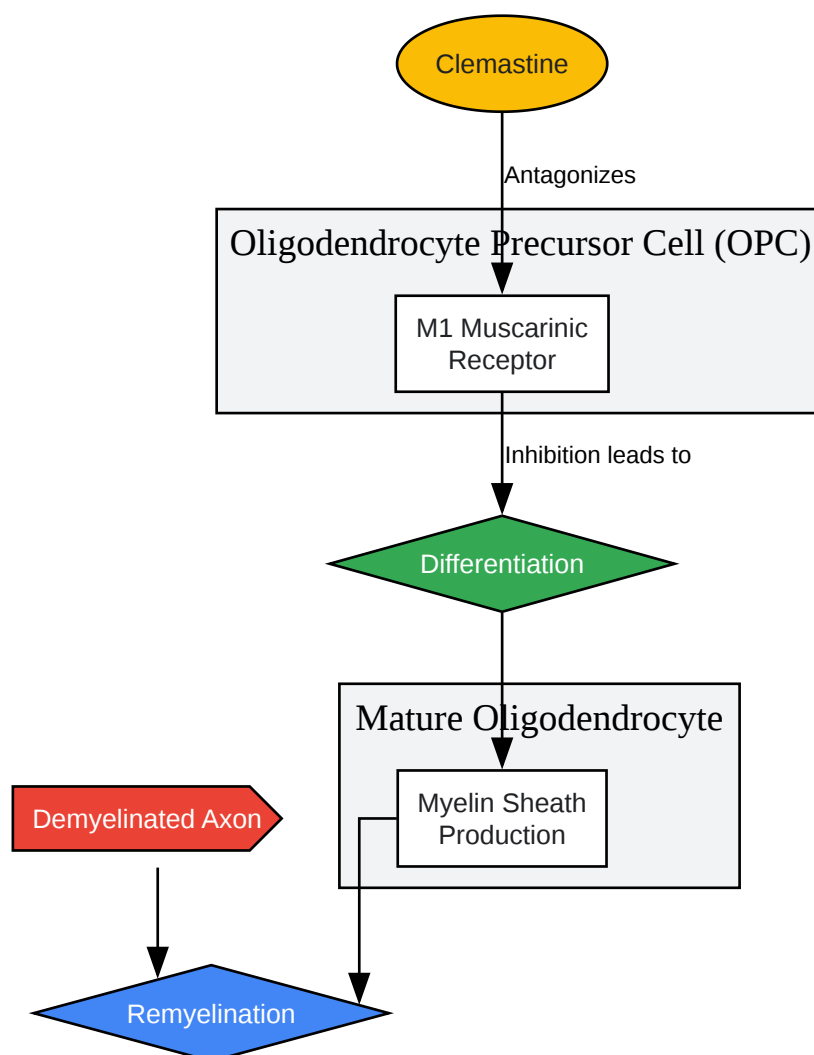 Clemastine
Antagonizes
Oligodendrocyte Precursor Cell (OPC)
M1 Muscarinic
Receptor
Inhibition leads to
Differentiation
Mature Oligodendrocyte
Myelin Sheath
Production
Demyelinated Axon
Remyelination